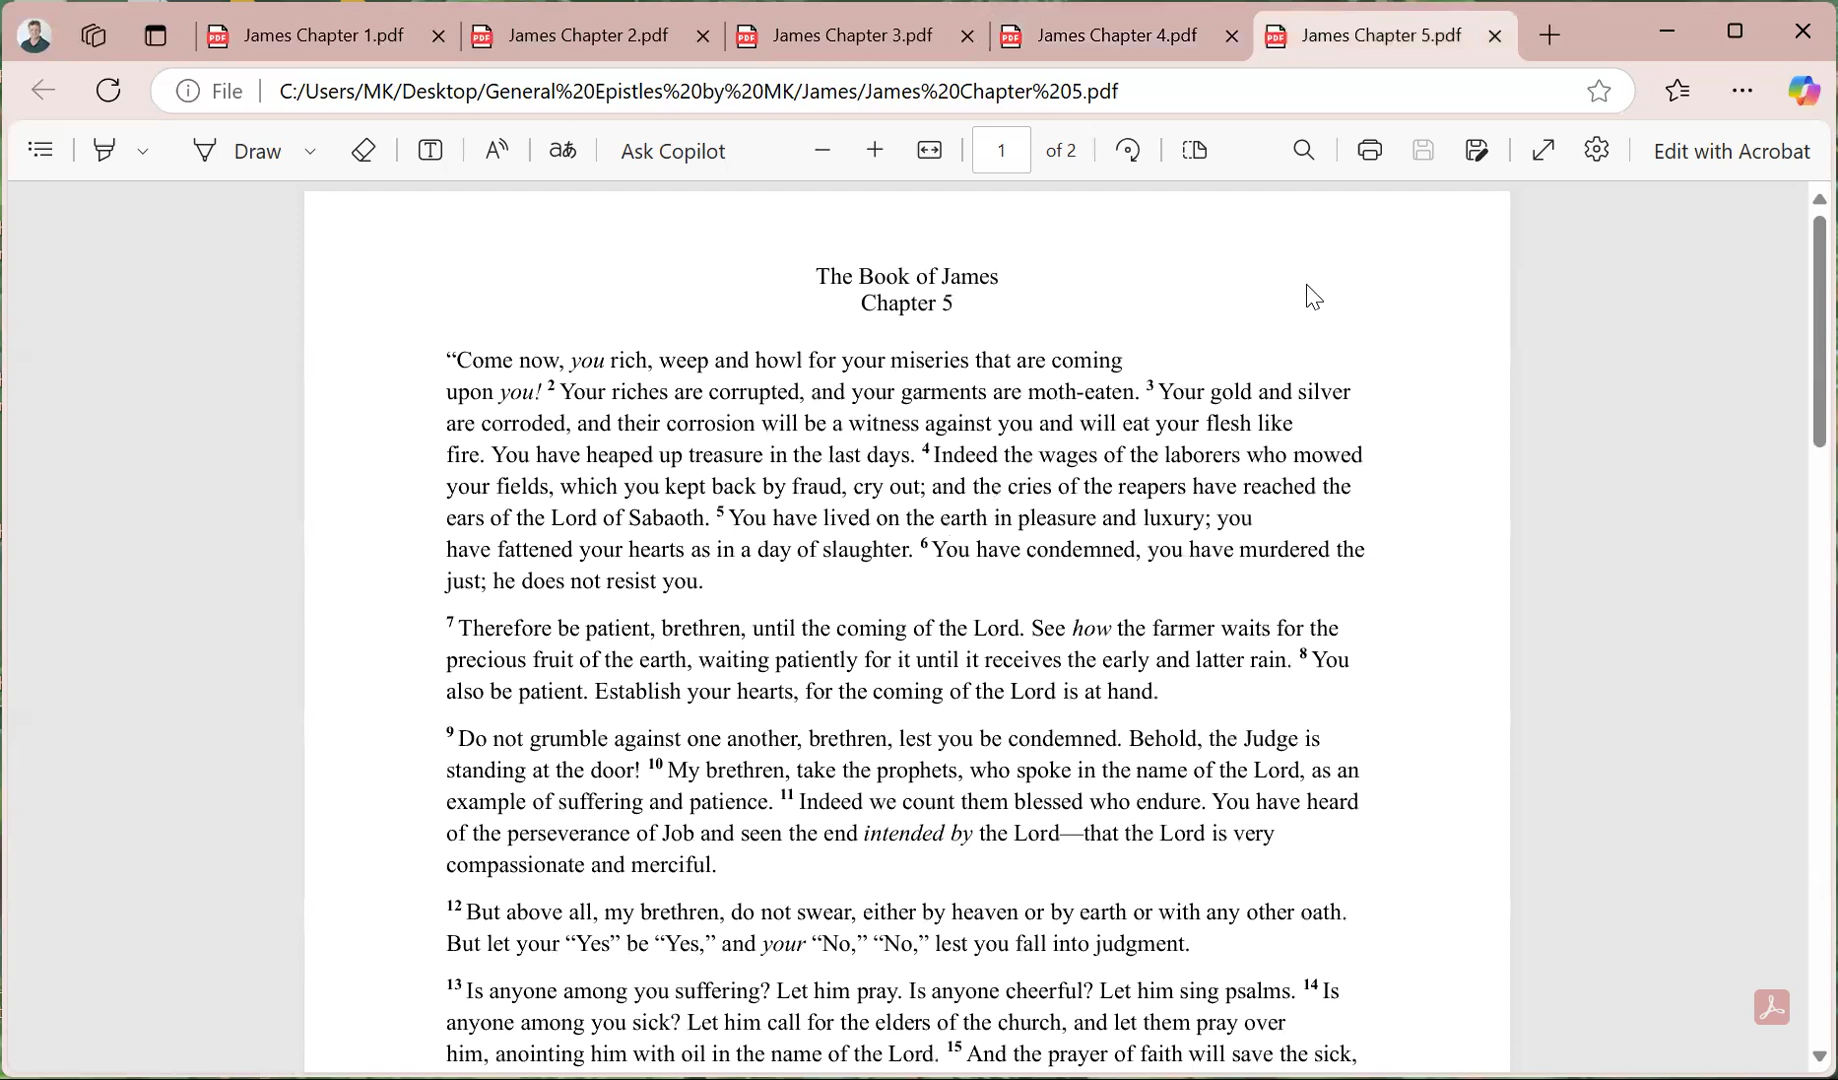 James Chapter 1.pdf
James Chapter 2.pdf
James Chapter 3.pdf
James Chapter 4.pdf
James Chapter 5.pdf
File
C:/Users/MK/Desktop/General%20Epistles%20by%20MK/James/James%20Chapter%205.pdf
Draw
Ask Copilot
1
of 2
Edit with Acrobat
The Book of James
Chapter 5
“Come now, you rich, weep and howl for your miseries that are coming
upon you! 2 Your riches are corrupted, and your garments are moth-eaten. 3 Your gold and silver
are corroded, and their corrosion will be a witness against you and will eat your flesh like
fire. You have heaped up treasure in the last days. 4 Indeed the wages of the laborers who mowed
your fields, which you kept back by fraud, cry out; and the cries of the reapers have reached the
ears of the Lord of Sabaoth. 5 You have lived on the earth in pleasure and luxury; you
have fattened your hearts as in a day of slaughter. 6 You have condemned, you have murdered the
just; he does not resist you.
7 Therefore be patient, brethren, until the coming of the Lord. See how the farmer waits for the
precious fruit of the earth, waiting patiently for it until it receives the early and latter rain. 8 You
also be patient. Establish your hearts, for the coming of the Lord is at hand.
9 Do not grumble against one another, brethren, lest you be condemned. Behold, the Judge is
standing at the door! 10 My brethren, take the prophets, who spoke in the name of the Lord, as an
example of suffering and patience. 11 Indeed we count them blessed who endure. You have heard
of the perseverance of Job and seen the end intended by the Lord—that the Lord is very
compassionate and merciful.
12 But above all, my brethren, do not swear, either by heaven or by earth or with any other oath.
But let your “Yes” be “Yes,” and your “No,” “No,” lest you fall into judgment.
13 Is anyone among you suffering? Let him pray. Is anyone cheerful? Let him sing psalms. 14 Is
anyone among you sick? Let him call for the elders of the church, and let them pray over
him, anointing him with oil in the name of the Lord. 15 And the prayer of faith will save the sick,